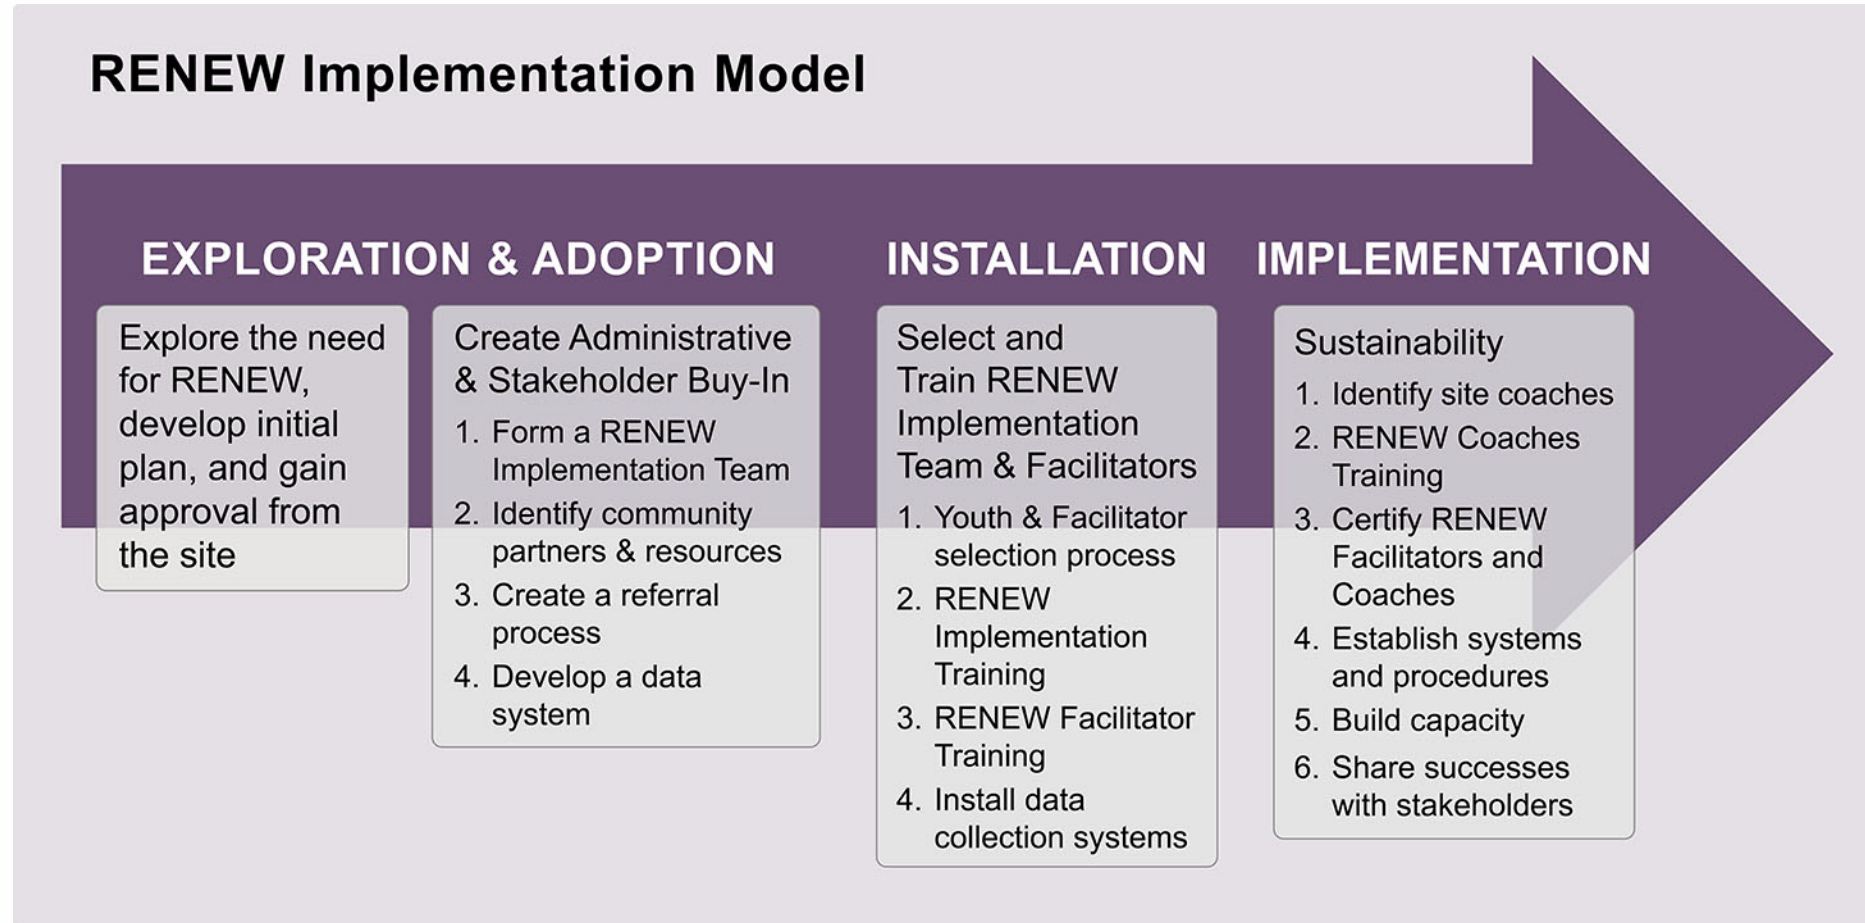 RENEW Implementation Model
EXPLORATION & ADOPTION
Explore the need
for RENEW,
develop initial
plan, and gain
approval from
the site
Create Administrative
& Stakeholder Buy-In
1. Form a RENEW
Implementation Team
2. Identify community
partners & resources
3. Create a referral
process
4. Develop a data
system
INSTALLATION
Select and
Train RENEW
Implementation
Team & Facilitators
1. Youth & Facilitator
selection process
2. RENEW
Implementation
Training
3. RENEW Facilitator
Training
4. Install data
collection systems
IMPLEMENTATION
Sustainability
1. Identify site coaches
2. RENEW Coaches
Training
3. Certify RENEW
Facilitators and
Coaches
4. Establish systems
and procedures
5. Build capacity
6. Share successes
with stakeholders